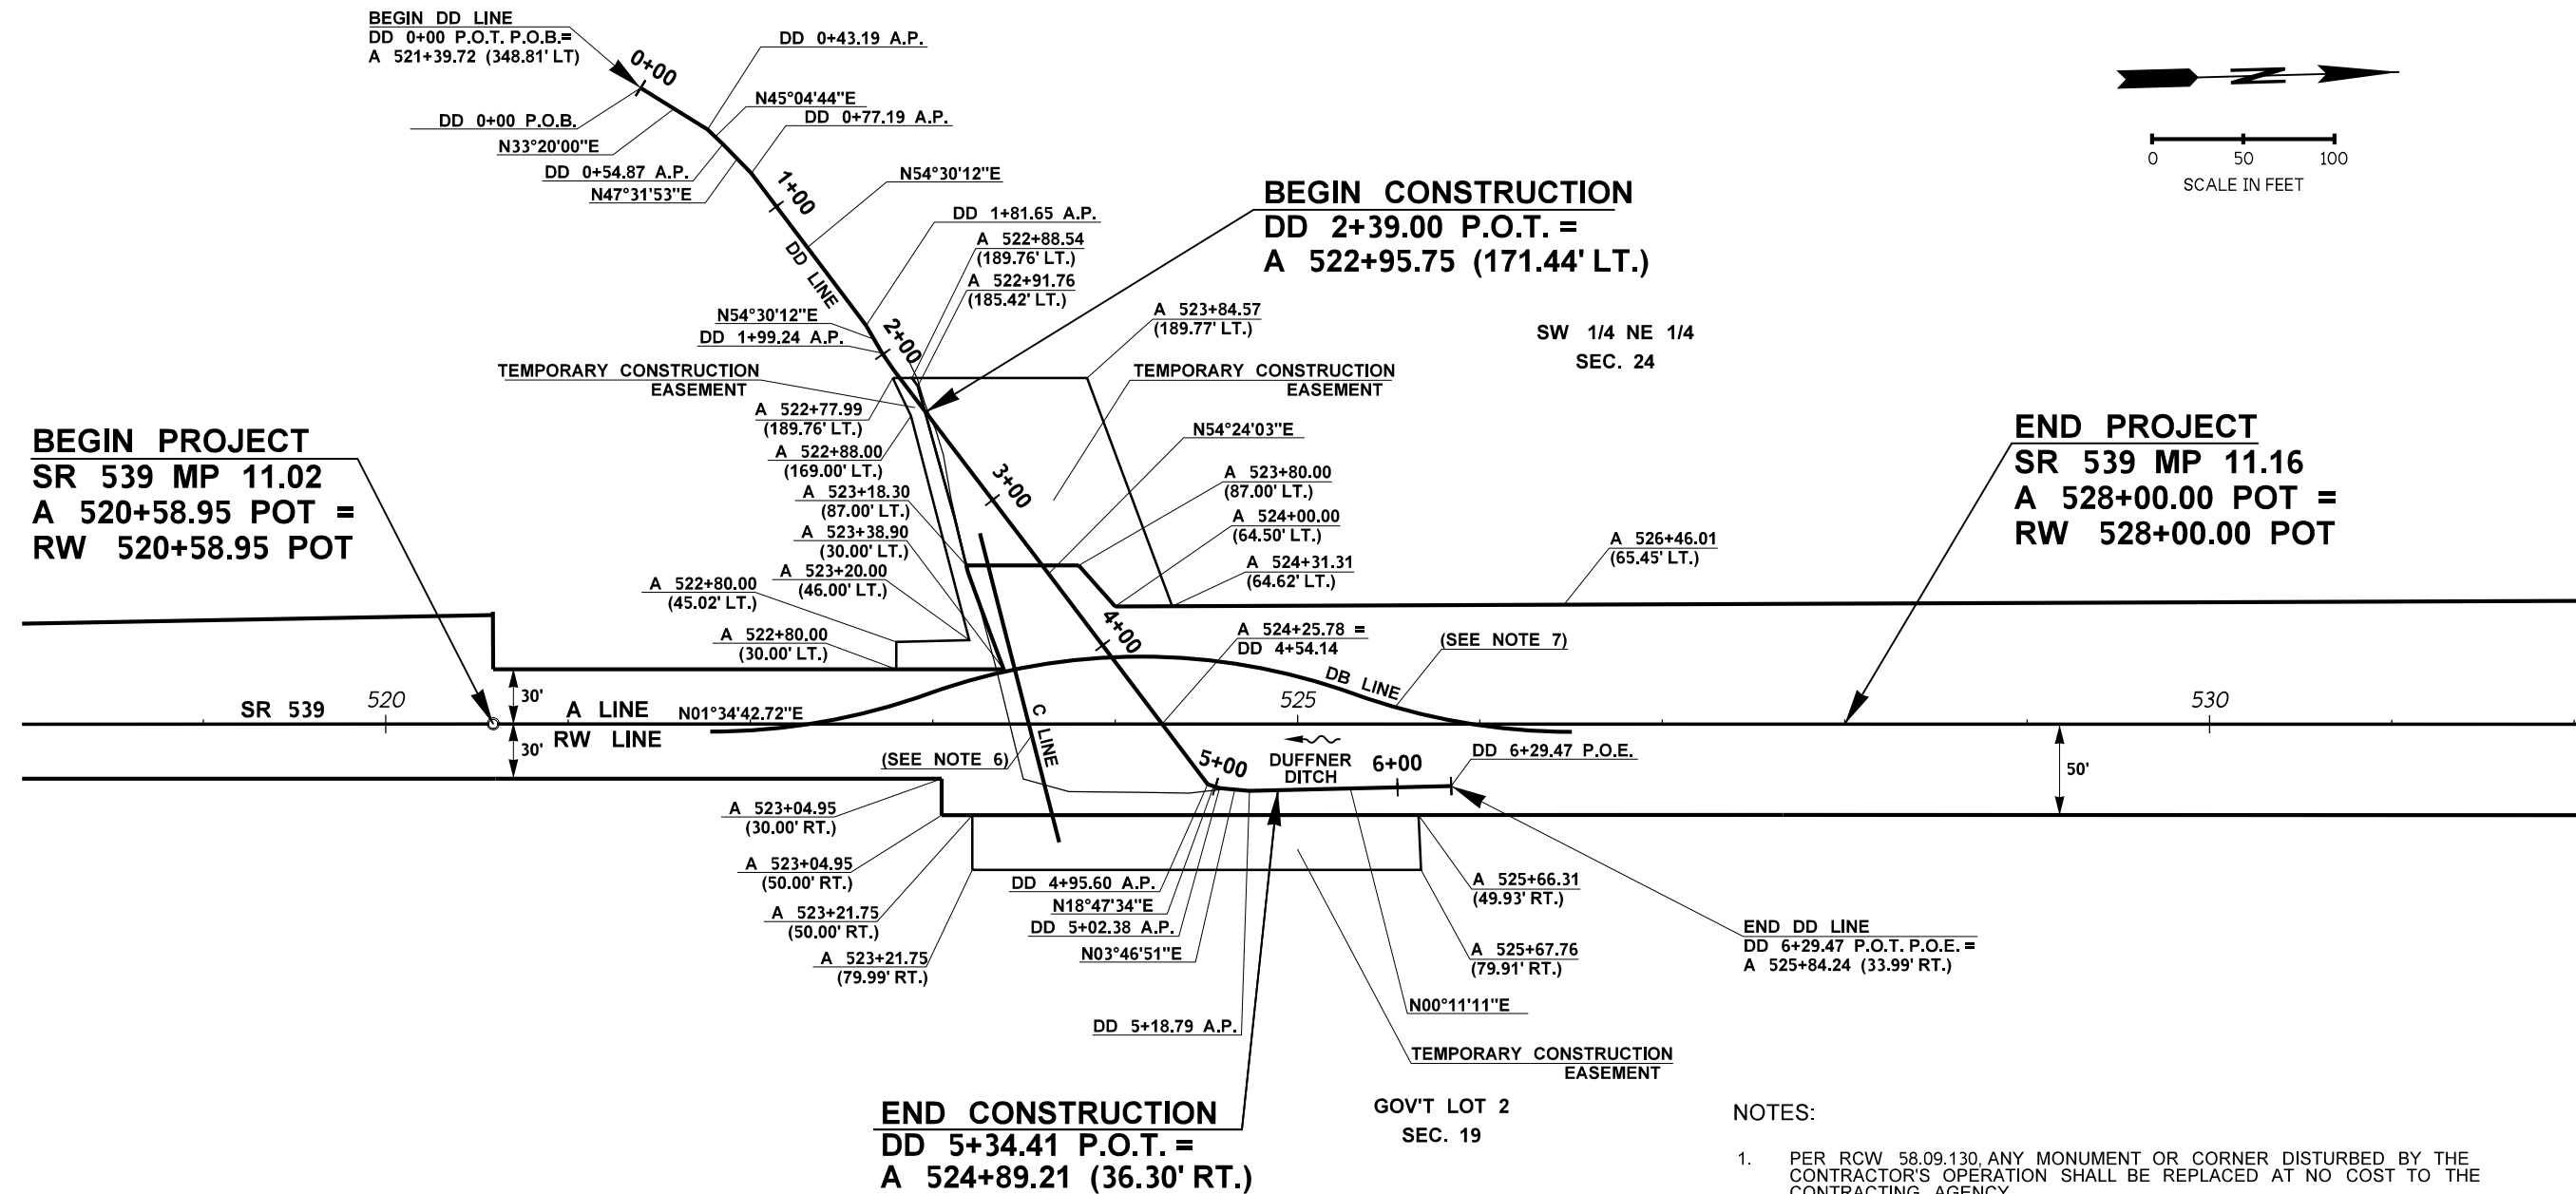 BEGIN DD LINE
DD 0+00 P.O.T. P.O.B.=
A 521+39.72 (348.81' LT)
0+00
DD 0+43.19 A.P.
DD 0+00 P.O.B.
N33°20'00"E
N45°04'44"E
DD 0+77.19 A.P.
DD 0+54.87 A.P.
N47°31'53"E
1+00
N54°30'12"E
DD LINE
DD 1+81.65 A.P.
A 522+88.54
(189.76' LT.)
A 522+91.76
(185.42' LT.)
N54°30'12"E
DD 1+99.24 A.P.
2+00
BEGIN CONSTRUCTION
DD 2+39.00 P.O.T. =
A 522+95.75 (171.44' LT.)
0
50
100
SCALE IN FEET
A 523+84.57
(189.77' LT.)
SW 1/4 NE 1/4
SEC. 24
TEMPORARY CONSTRUCTION
EASEMENT
TEMPORARY CONSTRUCTION
EASEMENT
A 522+77.99
(189.76' LT.)
A 522+88.00
(169.00' LT.)
A 523+18.30
(87.00' LT.)
A 523+38.90
(30.00' LT.)
A 523+20.00
(46.00' LT.)
A 522+80.00
(45.02' LT.)
A 522+80.00
(30.00' LT.)
3+00
N54°24'03"E
A 523+80.00
(87.00' LT.)
A 524+00.00
(64.50' LT.)
A 524+31.31
(64.62' LT.)
4+00
A 524+25.78 =
DD 4+54.14
(SEE NOTE 7)
A 526+46.01
(65.45' LT.)
BEGIN PROJECT
SR 539 MP 11.02
A 520+58.95 POT =
RW 520+58.95 POT
END PROJECT
SR 539 MP 11.16
A 528+00.00 POT =
RW 528+00.00 POT
SR 539
520
30'
30'
A LINE
RW LINE
N01°34'42.72"E
C LINE
DB LINE
525
530
50'
(SEE NOTE 6)
5+00
DUFFNER
DITCH
6+00
DD 6+29.47 P.O.E.
A 523+04.95
(30.00' RT.)
A 523+04.95
(50.00' RT.)
A 523+21.75
(50.00' RT.)
A 523+21.75
(79.99' RT.)
DD 4+95.60 A.P.
N18°47'34"E
DD 5+02.38 A.P.
N03°46'51"E
DD 5+18.79 A.P.
A 525+66.31
(49.93' RT.)
A 525+67.76
(79.91' RT.)
N00°11'11"E
TEMPORARY CONSTRUCTION
EASEMENT
END DD LINE
DD 6+29.47 P.O.T. P.O.E. =
A 525+84.24 (33.99' RT.)
END CONSTRUCTION
DD 5+34.41 P.O.T. =
A 524+89.21 (36.30' RT.)
GOV'T LOT 2
SEC. 19
NOTES:
1. PER RCW 58.09.130, ANY MONUMENT OR CORNER DISTURBED BY THE
CONTRACTOR'S OPERATION SHALL BE REPLACED AT NO COST TO THE
CONTRACTING AGENCY